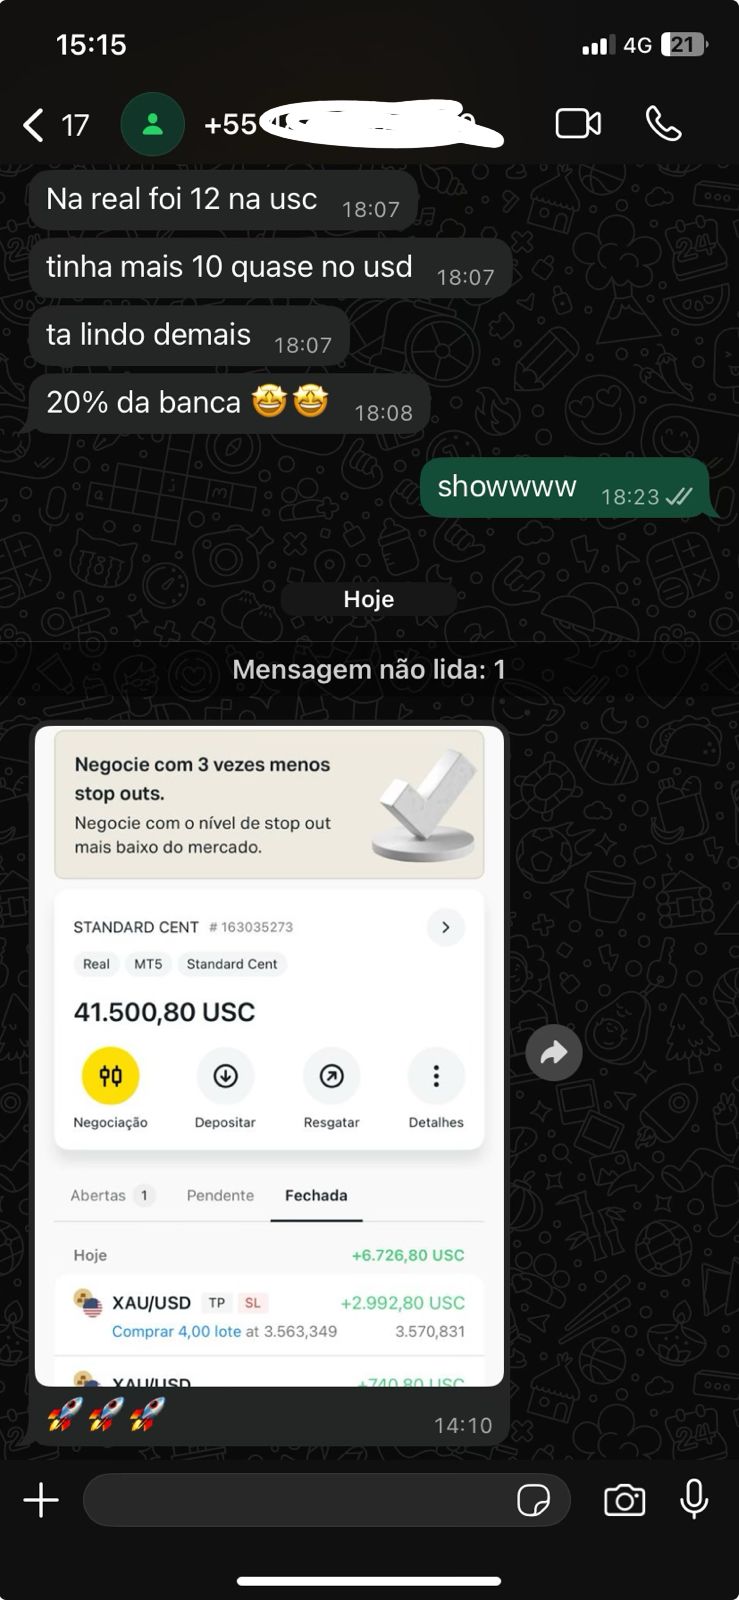 15:15
4G
21
17
+55
Na real foi 12 na usc
18:07
tinha mais 10 quase no usd
18:07
ta lindo demais
18:07
20% da banca 🤩🤩
18:08
showwww
18:23
Hoje
Mensagem não lida: 1
Negocie com 3 vezes menos
stop outs.
Negocie com o nível de stop out
mais baixo do mercado.
STANDARD CENT # 163035273
Real MT5 Standard Cent
41.500,80 USC
Negociação Depositar Resgatar Detalhes
Abertas 1 Pendente Fechada
Hoje +6.726,80 USC
XAU/USD TP SL +2.992,80 USC
Comprar 4,00 lote at 3.563,349 3.570,831
XAU/USD +740,80 USC
🚀🚀🚀
14:10